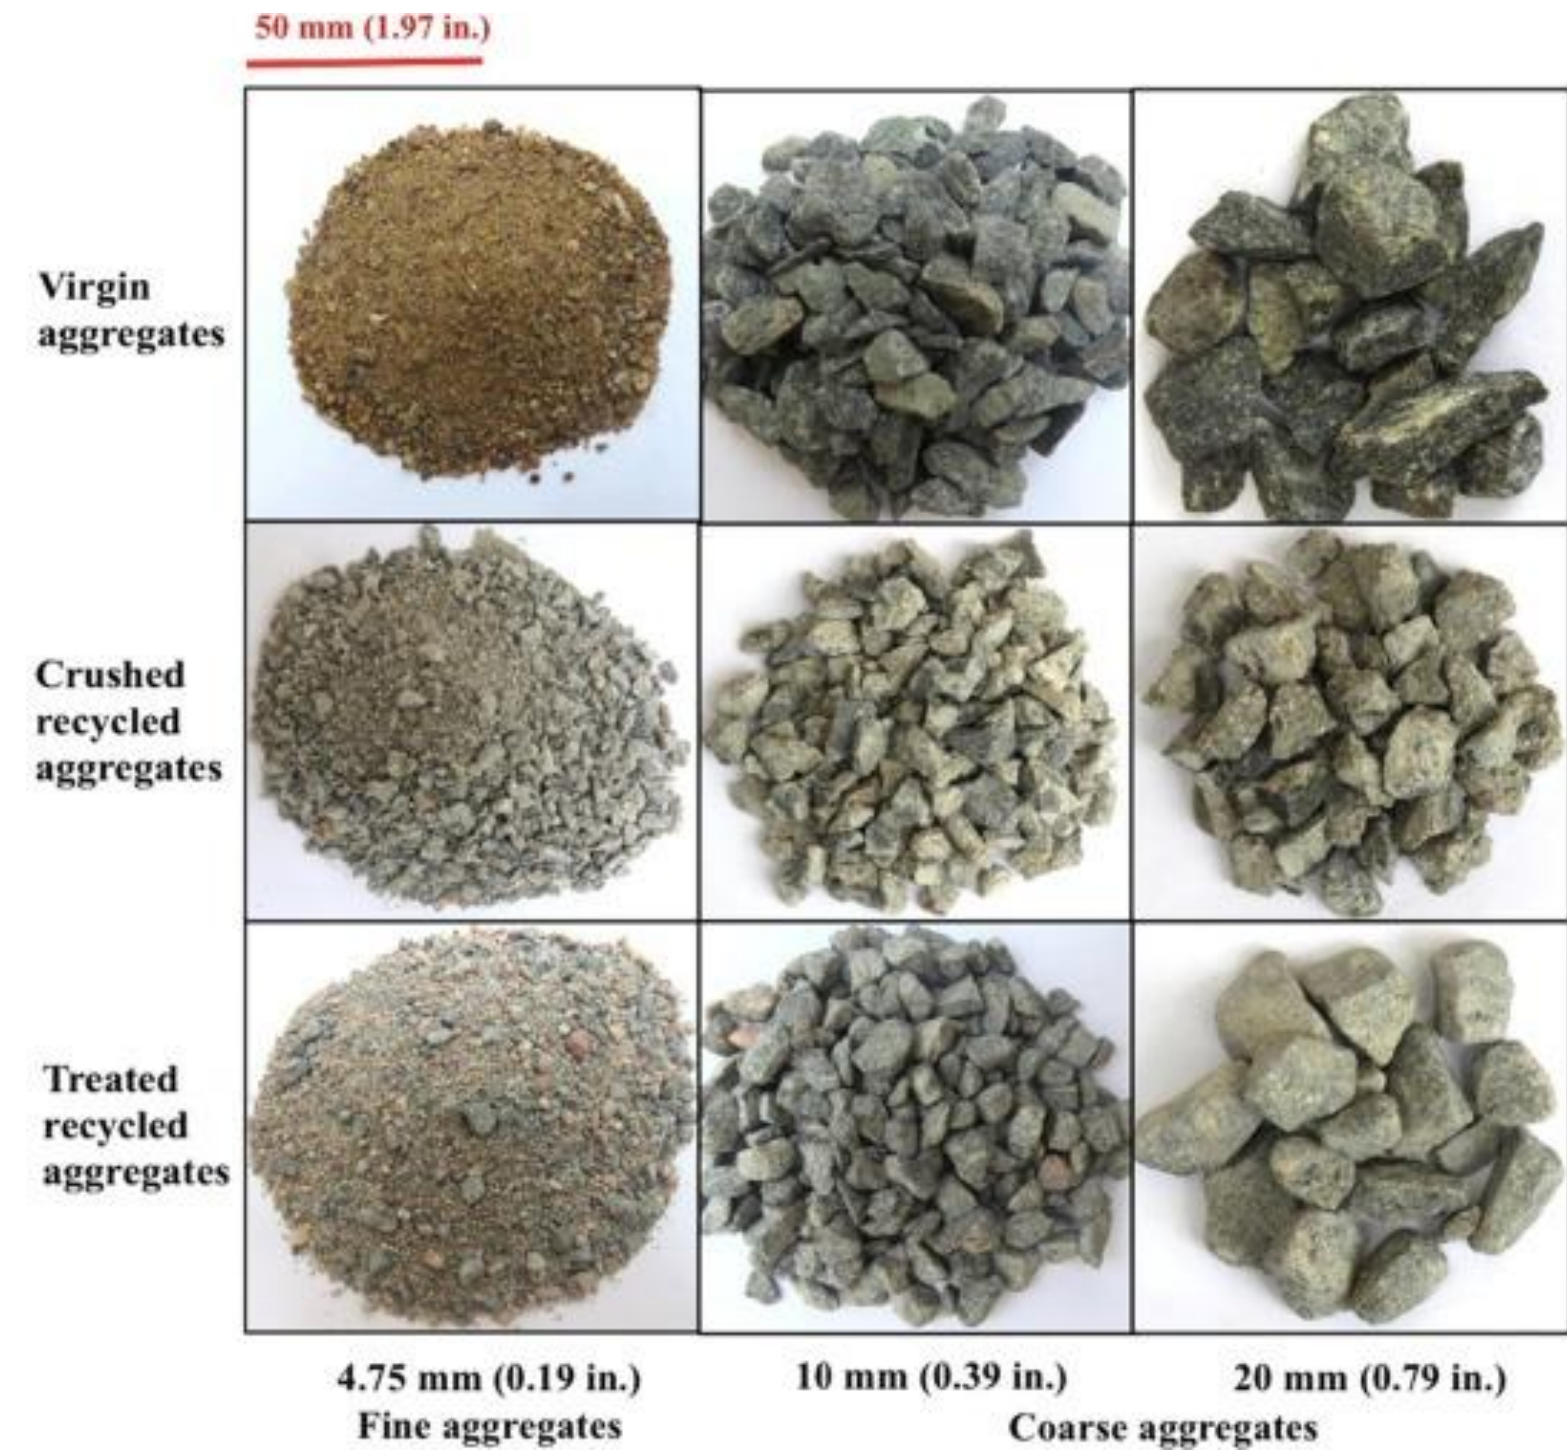 50 mm (1.97 in.)
Virgin
aggregates
Crushed
recycled
aggregates
Treated
recycled
aggregates
4.75 mm (0.19 in.)
10 mm (0.39 in.)
20 mm (0.79 in.)
Fine aggregates
Coarse aggregates